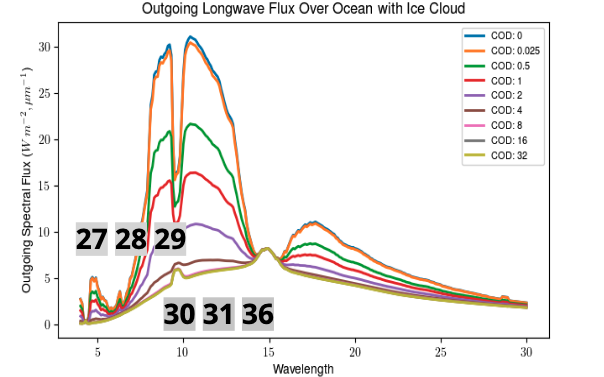 Outgoing Longwave Flux Over Ocean with Ice Cloud
Outgoing Spectral Flux (W m⁻², μm⁻¹)
30
25
20
15
10
5
0
COD: 0
COD: 0.025
COD: 0.5
COD: 1
COD: 2
COD: 4
COD: 8
COD: 16
COD: 32
27 28 29
30 31 36
5 10 15 20 25 30
Wavelength